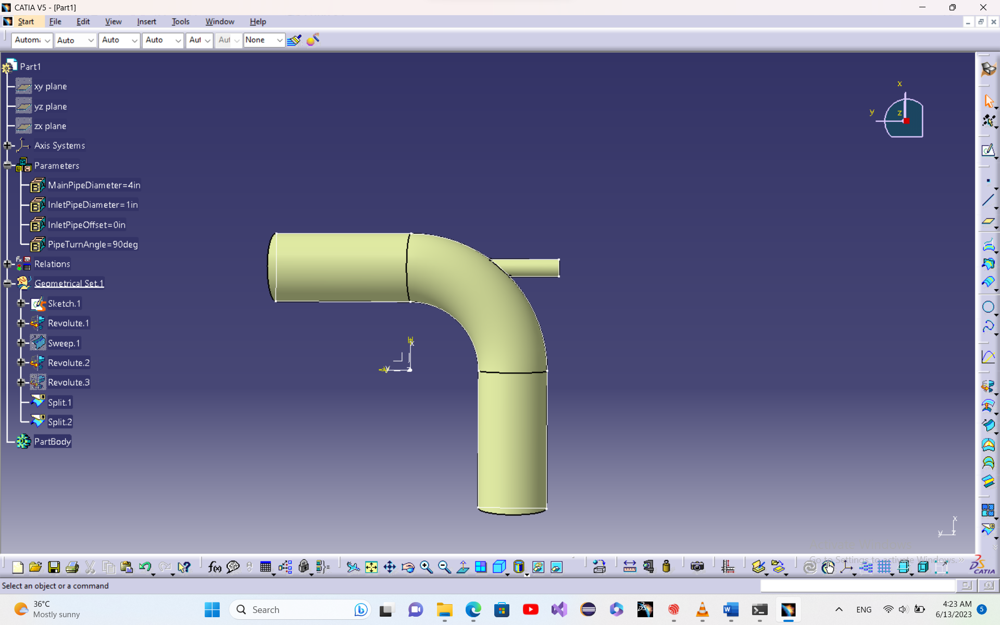 CATIA V5 - [Part1]
Start File Edit View Insert Tools Window Help
Automa Auto Auto Auto Aut Aut None
Part1
xy plane
yz plane
zx plane
Axis Systems
Parameters
MainPipeDiameter=4in
InletPipeDiameter=1in
InletPipeOffset=0in
PipeTurnAngle=90deg
Relations
Geometrical Set.1
Sketch.1
Revolute.1
Sweep.1
Revolute.2
Revolute.3
Split.1
Split.2
PartBody
x
y
z
x
y
x
y z
f(x)
Go to Settings to activate Windows.
CATIA
Select an object or a command
36°C
Mostly sunny
Search
ENG
4:23 AM
6/13/2023
5